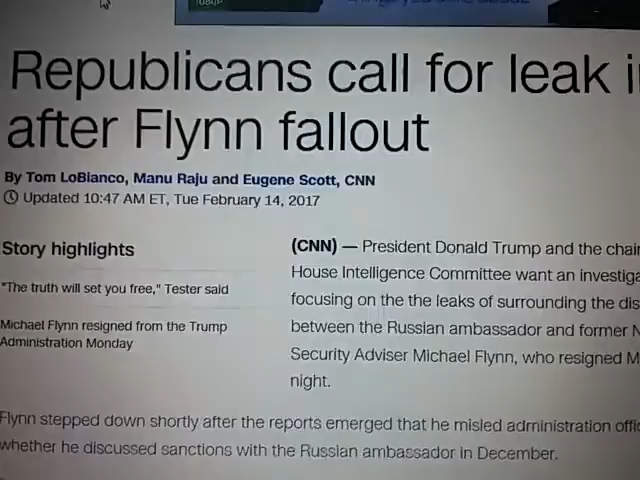 1080P
Republicans call for leak
after Flynn fallout
By Tom LoBianco, Manu Raju and Eugene Scott, CNN
Updated 10:47 AM ET, Tue February 14, 2017
Story highlights
"The truth will set you free," Tester said
Michael Flynn resigned from the Trump
Administration Monday
(CNN) — President Donald Trump and the chair
House Intelligence Committee want an investiga
focusing on the the leaks of surrounding the dis
between the Russian ambassador and former N
Security Adviser Michael Flynn, who resigned M
night.
Flynn stepped down shortly after the reports emerged that he misled administration offic
whether he discussed sanctions with the Russian ambassador in December.